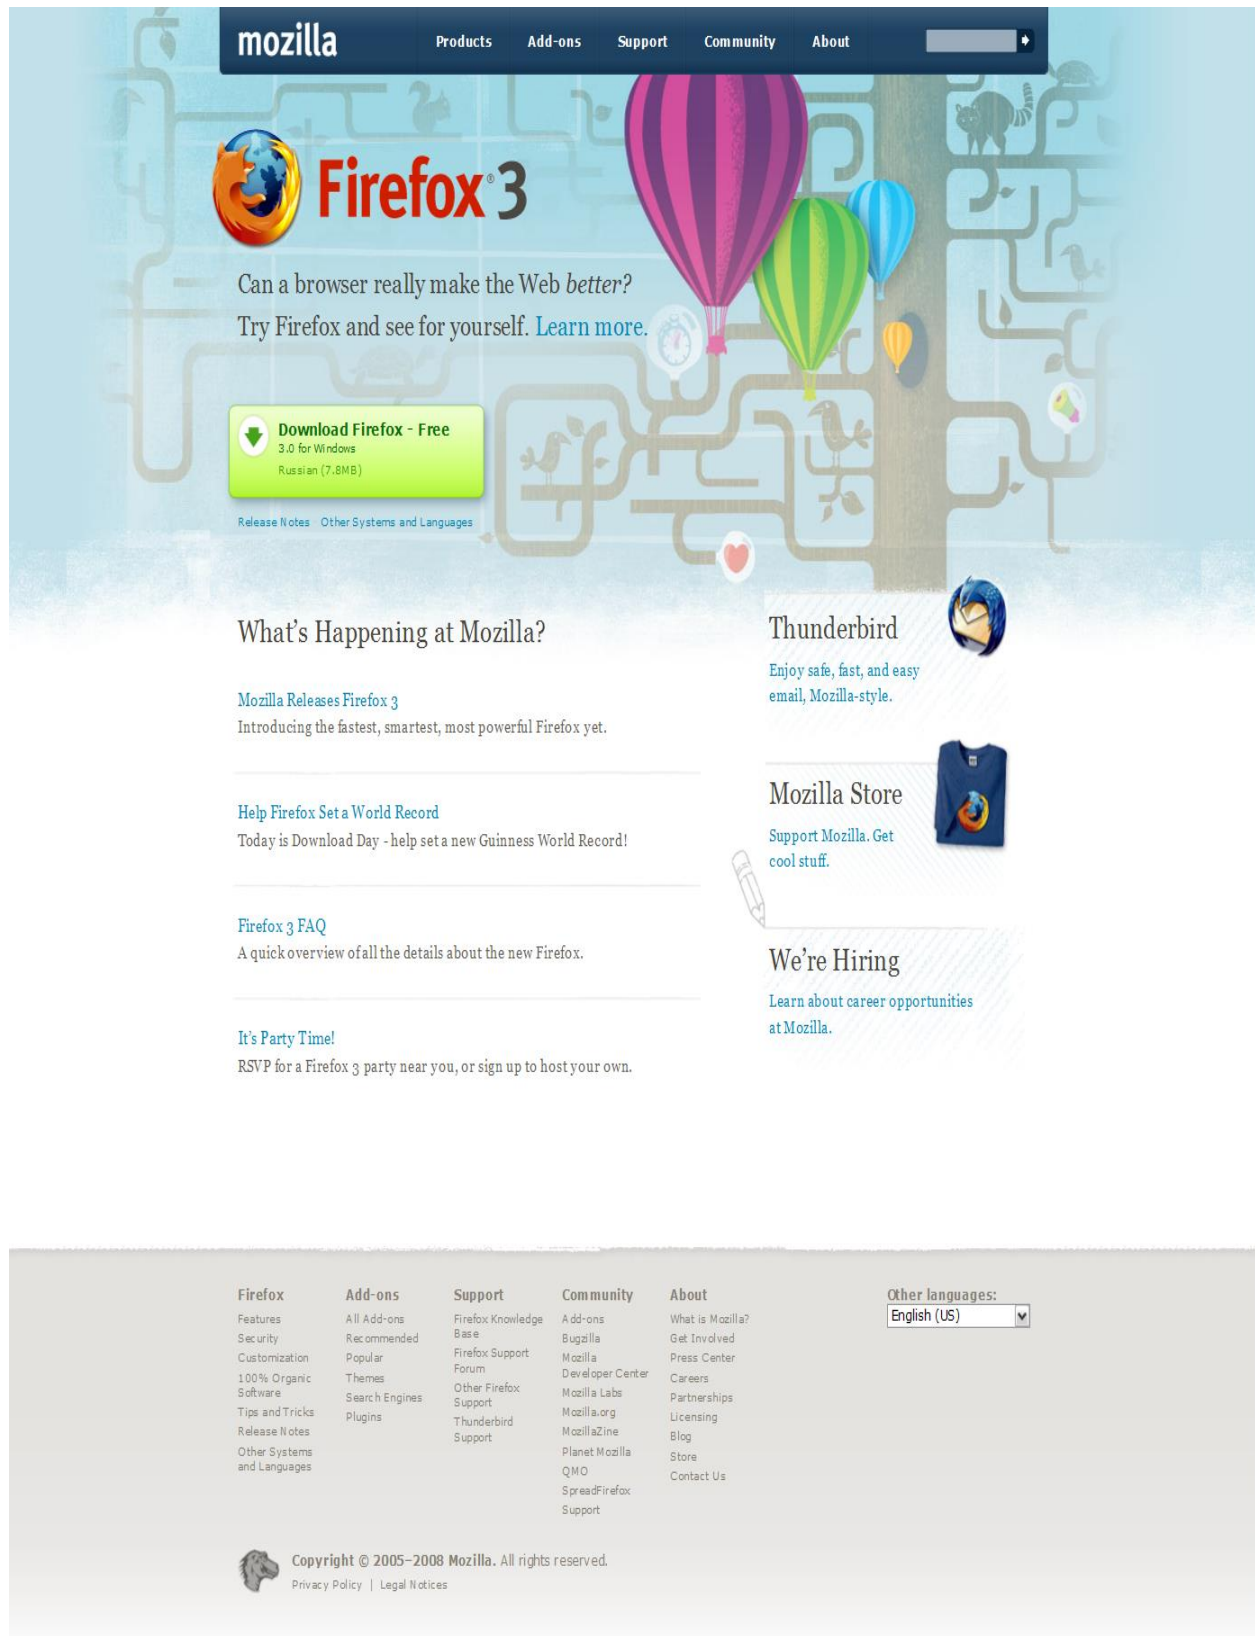 mozilla
Products Add-ons Support Community About
Firefox® 3
Can a browser really make the Web better?
Try Firefox and see for yourself. Learn more.
Download Firefox - Free
3.0 for Windows
Russian (7.8MB)
Release Notes Other Systems and Languages
What's Happening at Mozilla?
Mozilla Releases Firefox 3
Introducing the fastest, smartest, most powerful Firefox yet.
Help Firefox Set a World Record
Today is Download Day - help set a new Guinness World Record!
Firefox 3 FAQ
A quick overview of all the details about the new Firefox.
It's Party Time!
RSVP for a Firefox 3 party near you, or sign up to host your own.
Thunderbird
Enjoy safe, fast, and easy
email, Mozilla-style.
Mozilla Store
Support Mozilla. Get
cool stuff.
We're Hiring
Learn about career opportunities
at Mozilla.
Firefox
Features
Security
Customization
100% Organic
Software
Tips and Tricks
Release Notes
Other Systems
and Languages
Add-ons
All Add-ons
Recommended
Popular
Themes
Search Engines
Plugins
Support
Firefox Knowledge
Base
Firefox Support
Forum
Other Firefox
Support
Thunderbird
Support
Community
Add-ons
Bugzilla
Mozilla
Developer Center
Mozilla Labs
Mozilla.org
MozillaZine
Planet Mozilla
QMO
SpreadFirefox
Support
About
What is Mozilla?
Get Involved
Press Center
Careers
Partnerships
Licensing
Blog
Store
Contact Us
Other languages:
English (US)
Copyright © 2005–2008 Mozilla. All rights reserved.
Privacy Policy | Legal Notices